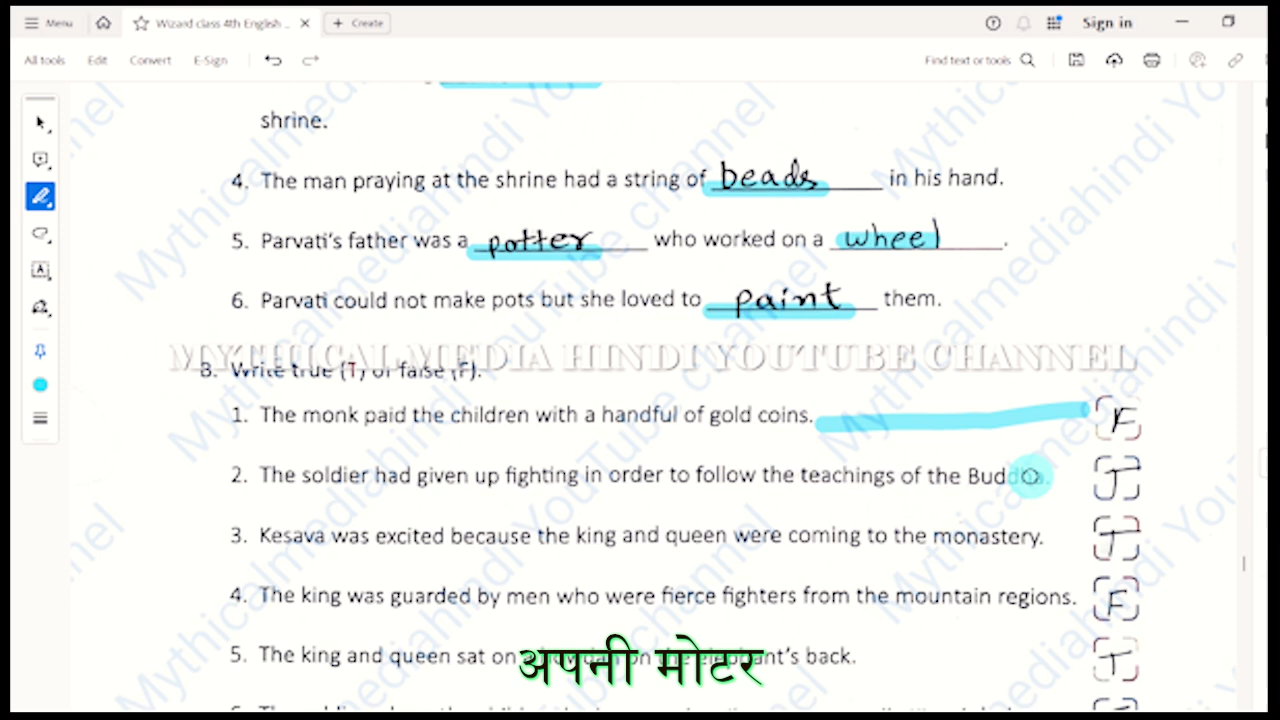 Menu Wizard class 4th English ... + Create Sign in
All tools Edit Convert E-Sign Find text or tools
shrine.
4. The man praying at the shrine had a string of beads in his hand.
5. Parvati's father was a potter who worked on a wheel.
6. Parvati could not make pots but she loved to paint them.
MYTHICAL MEDIA HINDI YOUTUBE CHANNEL
B. Write true (T) or false (F).
1. The monk paid the children with a handful of gold coins. F
2. The soldier had given up fighting in order to follow the teachings of the Buddha. T
3. Kesava was excited because the king and queen were coming to the monastery. T
4. The king was guarded by men who were fierce fighters from the mountain regions. F
5. The king and queen sat on the elephant's back. T
अपनी मोटर
Mythicalmediahindi YouTube channel